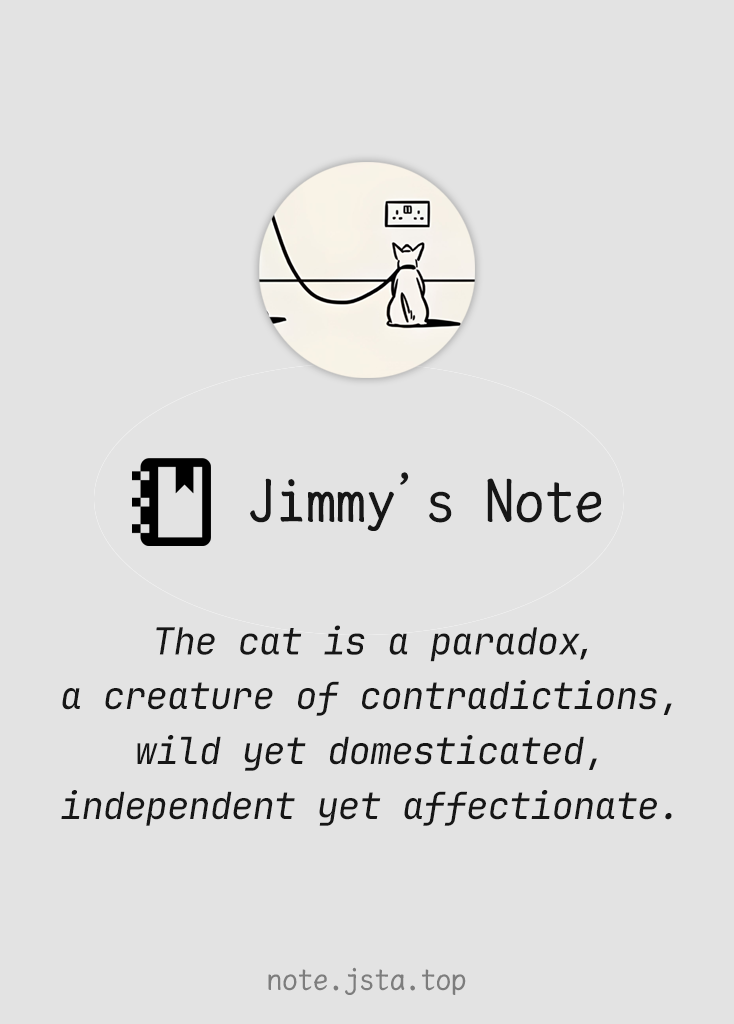 Jimmy’s Note
The cat is a paradox,
a creature of contradictions,
wild yet domesticated,
independent yet affectionate.
note.jsta.top